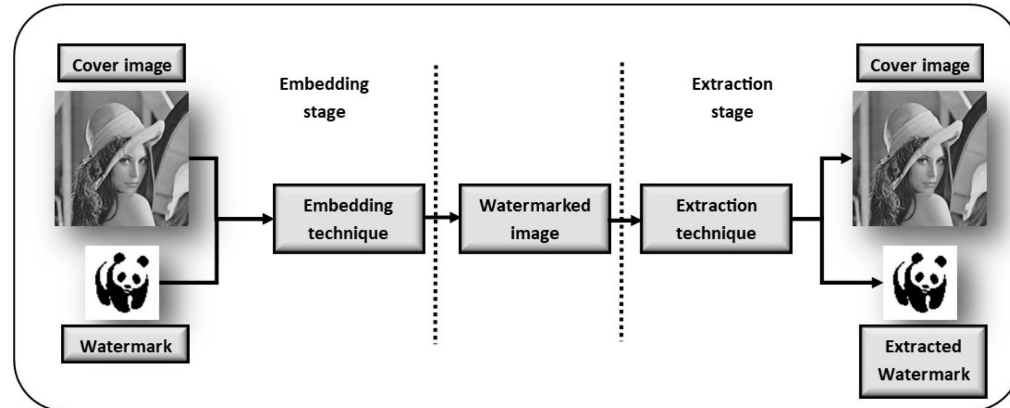 Cover image
Embedding
stage
Extraction
stage
Cover image
Embedding
technique
Watermarked
image
Extraction
technique
Watermark
Extracted
Watermark